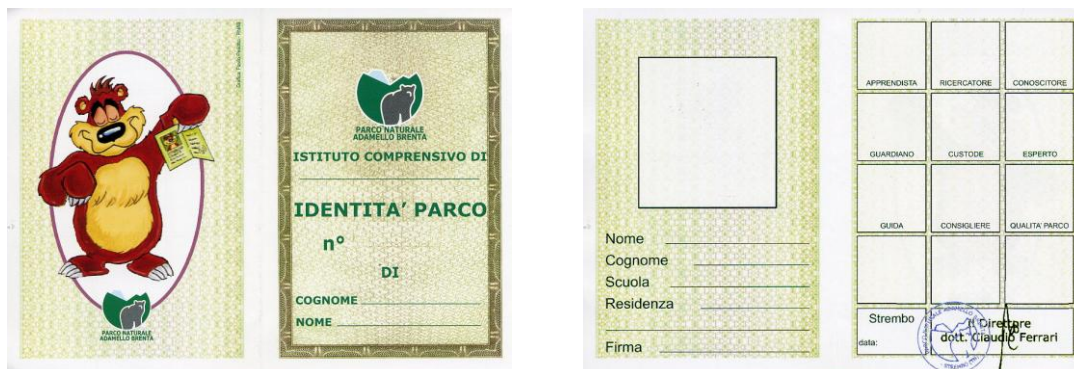 PARCO NATURALE
ADAMELLO BRENTA
PARCO NATURALE
ADAMELLO BRENTA
ISTITUTO COMPRENSIVO DI
IDENTITA' PARCO
n°
DI
COGNOME
NOME
Nome
Cognome
Scuola
Residenza
Firma
APPRENDISTA RICERCATORE CONOSCITORE
GUARDIANO CUSTODE ESPERTO
GUIDA CONSIGLIERE QUALITA' PARCO
Strembo
data:
Il Direttore
dott. Claudio Ferrari